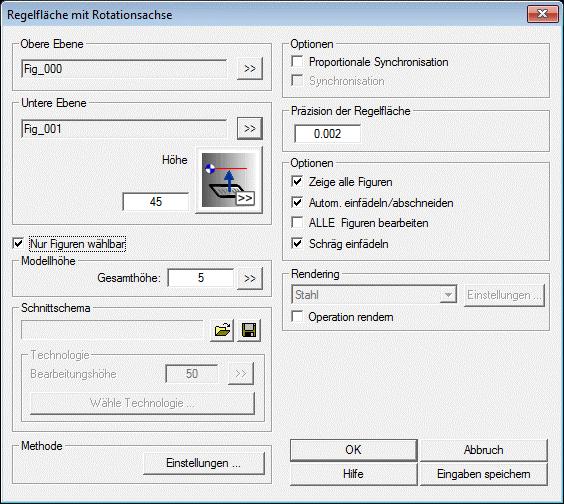 Regelfläche mit Rotationsachse
Obere Ebene
Fig_000
>>
Untere Ebene
Fig_001
>>
Höhe
45
>>
Nur Figuren wählbar
Modellhöhe
Gesamthöhe:
5
>>
Schnittschema
Technologie
Bearbeitungshöhe
50
>>
Wähle Technologie ...
Methode
Einstellungen ...
Optionen
Proportionale Synchronisation
Synchronisation
Präzision der Regelfläche
0.002
Optionen
Zeige alle Figuren
Autom. einfädeln/abschneiden
ALLE Figuren bearbeiten
Schräg einfädeln
Rendering
Stahl
Einstellungen ...
Operation rendern
OK
Abbruch
Hilfe
Eingaben speichern